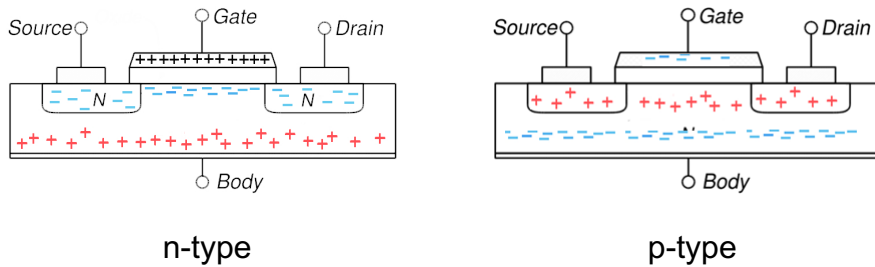 Source
Gate
Drain
N
N
Body
n-type
Source
Gate
Drain
Body
p-type